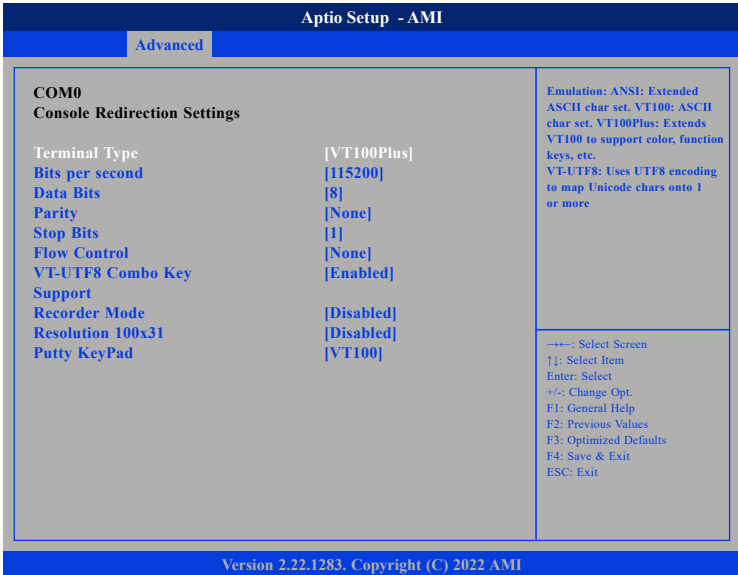 Aptio Setup - AMI
Advanced
COM0
Console Redirection Settings
Terminal Type [VT100Plus]
Bits per second [115200]
Data Bits [8]
Parity [None]
Stop Bits [1]
Flow Control [None]
VT-UTF8 Combo Key [Enabled]
Support
Recorder Mode [Disabled]
Resolution 100x31 [Disabled]
Putty KeyPad [VT100]
Emulation: ANSI: Extended
ASCII char set. VT100: ASCII
char set. VT100Plus: Extends
VT100 to support color, function
keys, etc.
VT-UTF8: Uses UTF8 encoding
to map Unicode chars onto 1
or more
→←: Select Screen
↑↓: Select Item
Enter: Select
+/-: Change Opt.
F1: General Help
F2: Previous Values
F3: Optimized Defaults
F4: Save & Exit
ESC: Exit
Version 2.22.1283. Copyright (C) 2022 AMI